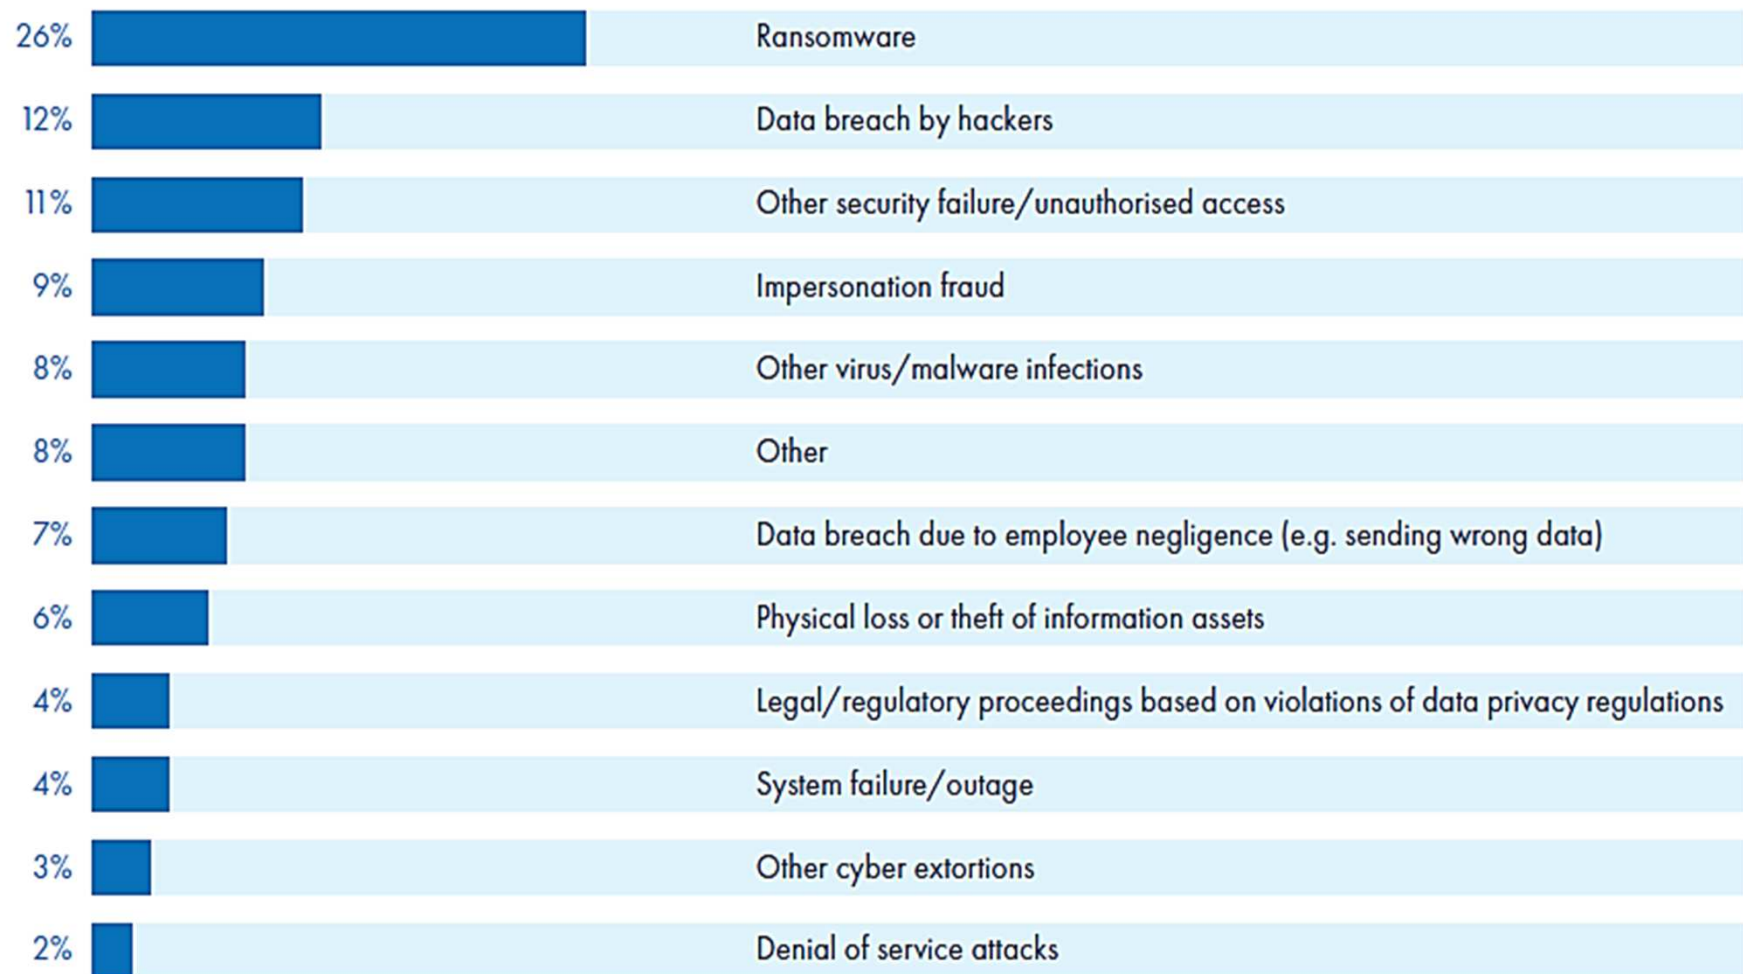 26% Ransomware
12% Data breach by hackers
11% Other security failure/unauthorised access
9% Impersonation fraud
8% Other virus/malware infections
8% Other
7% Data breach due to employee negligence (e.g. sending wrong data)
6% Physical loss or theft of information assets
4% Legal/regulatory proceedings based on violations of data privacy regulations
4% System failure/outage
3% Other cyber extortions
2% Denial of service attacks